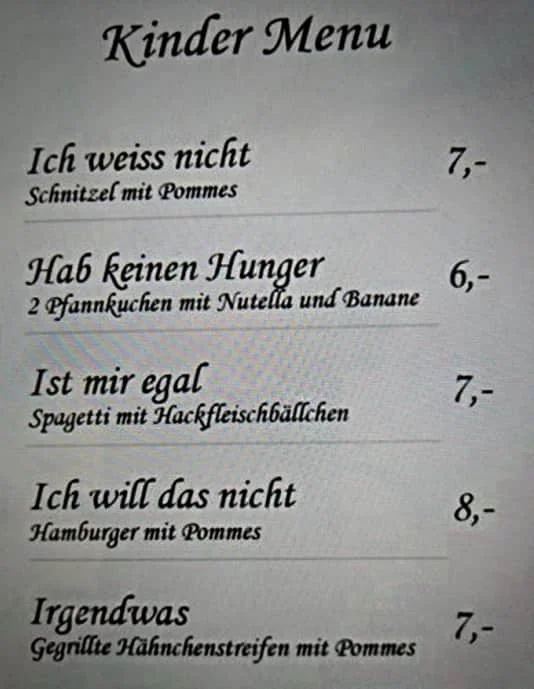 Kinder Menu
Ich weiss nicht 7,-
Schnitzel mit Pommes
Hab keinen Hunger 6,-
2 Pfannkuchen mit Nutella und Banane
Ist mir egal 7,-
Spagetti mit Hackfleischbällchen
Ich will das nicht 8,-
Hamburger mit Pommes
Irgendwas 7,-
Gegrillte Hähnchenstreifen mit Pommes